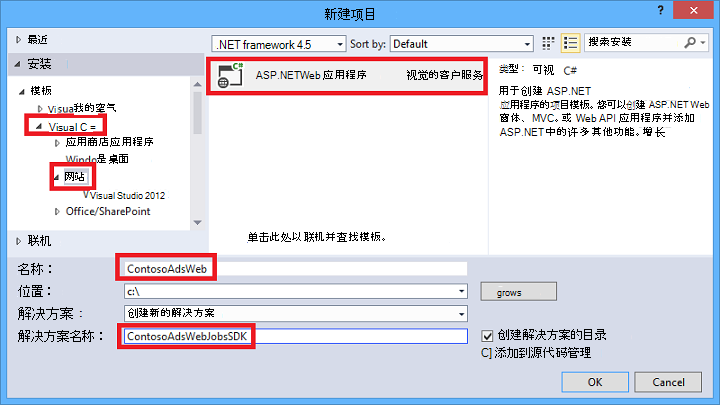 新建项目
最近
.NET framework 4.5 Sort by: Default 搜索安装
安装
模板
Visua我的空气
Visual C =
应用商店应用程序
Windo是桌面
网站
Visual Studio 2012
Office/SharePoint
联机
C#
ASP.NETWeb 应用程序 视觉的客户服务
单击此处以联机并查找模板。
类型: 可视 C#
用于创建 ASP.NET
应用程序的项目模板。您可以创建 ASP.NET Web
窗体、MVC。或 Web API 应用程序并添加
ASP.NET中的许多其他功能。增长
名称：
ContosoAdsWeb
位置：
c:\
grows
解决方案：
创建新的解决方案
解决方案名称：
ContosoAdsWebJobsSDK
创建解决方案的目录
C]添加到源代码管理
OK Cancel